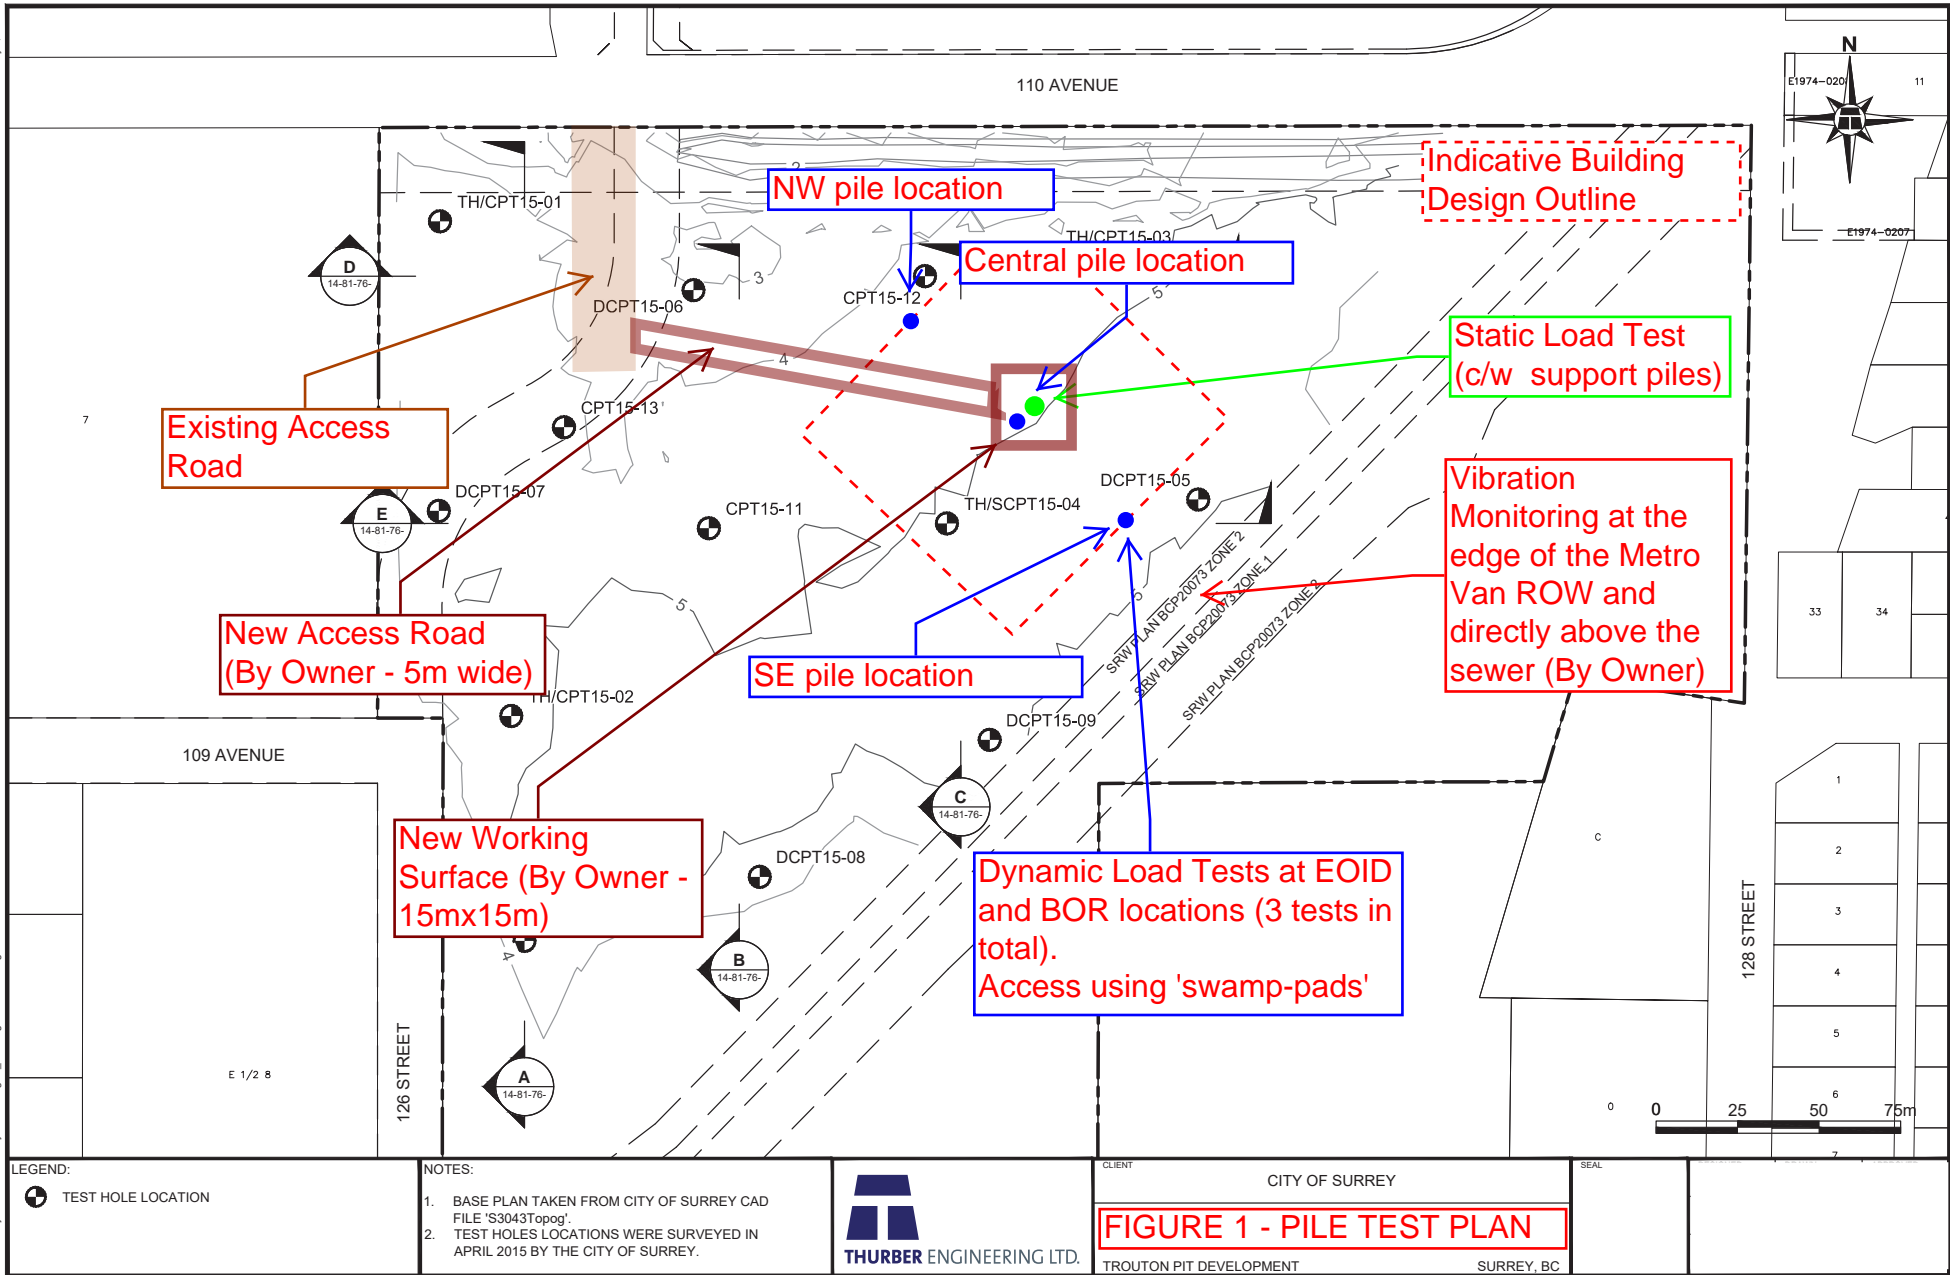 110 AVENUE
N
E1974-020
11
E1974-0207
Indicative Building
Design Outline
NW pile location
TH/CPT15-01
2
TH/CPT15-03
Central pile location
D
14-81-76-
3
5
DCPT15-06
CPT15-12
Static Load Test
(c/w support piles)
4
7
Existing Access
Road
CPT15-13
Vibration
Monitoring at the
edge of the Metro
Van ROW and
directly above the
sewer (By Owner)
DCPT15-07
E
14-81-76-
CPT15-11
TH/SCPT15-04
DCPT15-05
SRW PLAN BCP20073 ZONE 2
SRW PLAN BCP20073 ZONE 1
SRW PLAN BCP20073 ZONE 2
5
5
33
34
New Access Road
(By Owner - 5m wide)
SE pile location
TH/CPT15-02
DCPT15-09
109 AVENUE
C
14-81-76-
1
New Working
Surface (By Owner -
15mx15m)
DCPT15-08
Dynamic Load Tests at EOID
and BOR locations (3 tests in
total).
Access using 'swamp-pads'
C
2
3
4
5
6
7
128 STREET
4
B
14-81-76-
A
14-81-76-
E 1/2 8
126 STREET
0
0 25 50 75m
LEGEND:
TEST HOLE LOCATION
NOTES:
1. BASE PLAN TAKEN FROM CITY OF SURREY CAD
FILE 'S3043Topog'.
2. TEST HOLES LOCATIONS WERE SURVEYED IN
APRIL 2015 BY THE CITY OF SURREY.
THURBER ENGINEERING LTD.
CLIENT
CITY OF SURREY
FIGURE 1 - PILE TEST PLAN
TROUTON PIT DEVELOPMENT SURREY, BC
SEAL